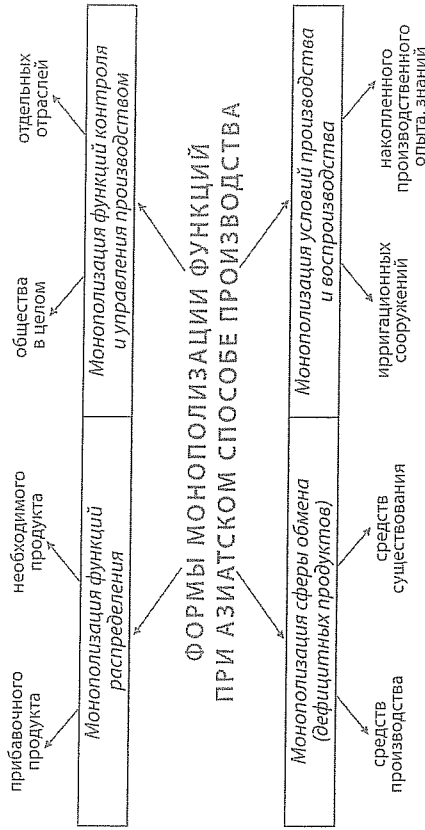 прибавочного
продукта
необходимого
продукта
общества
в целом
отдельных
отраслей
Монополизация функции
распределения
Монополизация функций контроля
и управления производством
ФОРМЫ МОНОПОЛИЗАЦИИ ФУНКЦИЙ
ПРИ АЗИАТСКОМ СПОСОБЕ ПРОИЗВОДСТВА
Монополизация сферы обмена
(дефицитных продуктов)
Монополизация условий производства
и воспроизводства
средств
производства
средств
существования
ирригационных
сооружений
накопленного
производственного
опыта. знаний